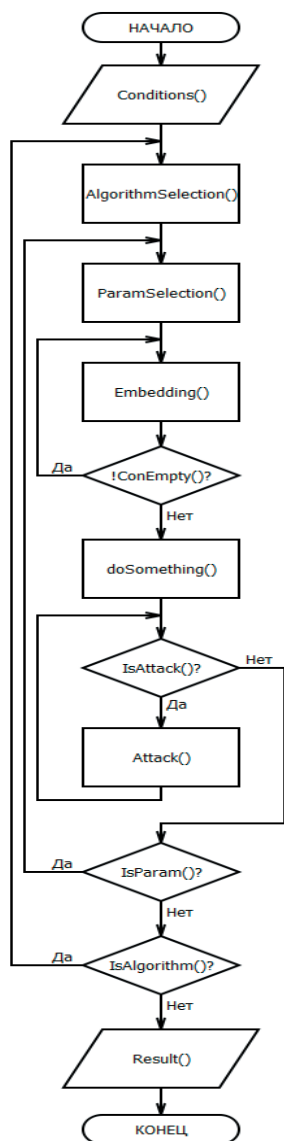 НАЧАЛО
Conditions()
AlgorithmSelection()
ParamSelection()
Embedding()
Да
!ConEmpty()?
Нет
doSomething()
Нет
IsAttack()?
Да
Attack()
Да
IsParam()?
Нет
Да
IsAlgorithm()?
Нет
Result()
КОНЕЦ